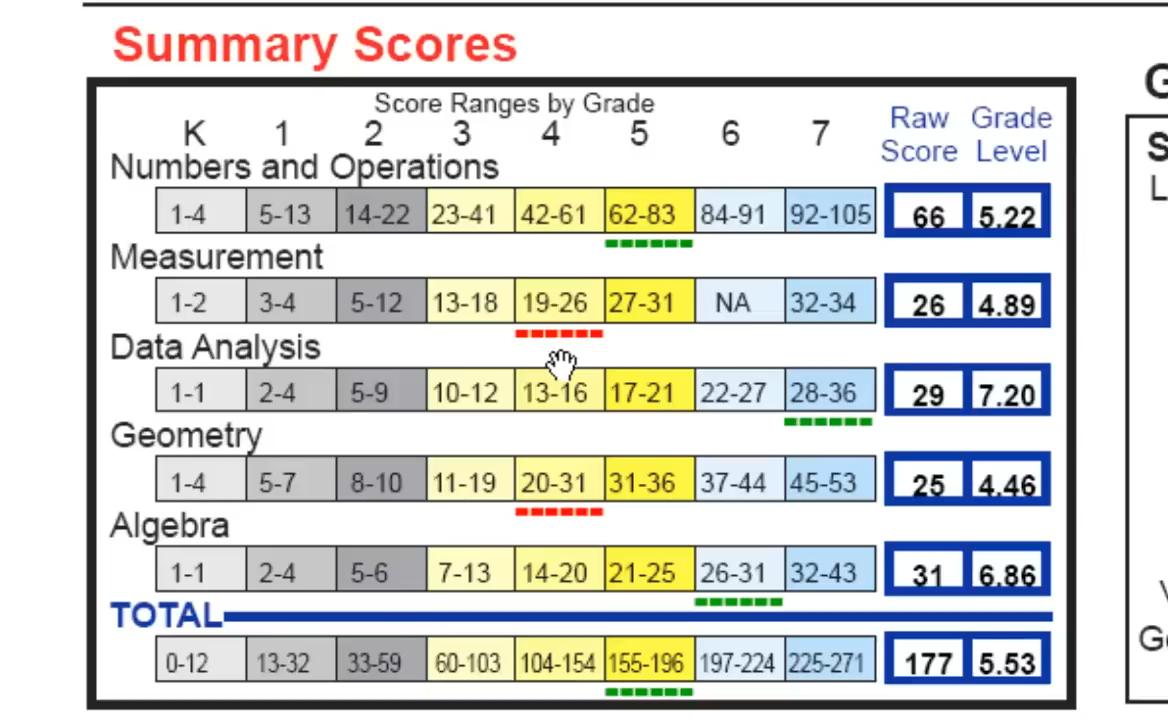 Summary Scores
Score Ranges by Grade
K 1 2 3 4 5 6 7 Raw Score Grade Level
Numbers and Operations
1-4 5-13 14-22 23-41 42-61 62-83 84-91 92-105 66 5.22
Measurement
1-2 3-4 5-12 13-18 19-26 27-31 NA 32-34 26 4.89
Data Analysis
1-1 2-4 5-9 10-12 13-16 17-21 22-27 28-36 29 7.20
Geometry
1-4 5-7 8-10 11-19 20-31 31-36 37-44 45-53 25 4.46
Algebra
1-1 2-4 5-6 7-13 14-20 21-25 26-31 32-43 31 6.86
TOTAL
0-12 13-32 33-59 60-103 104-154 155-196 197-224 225-271 177 5.53